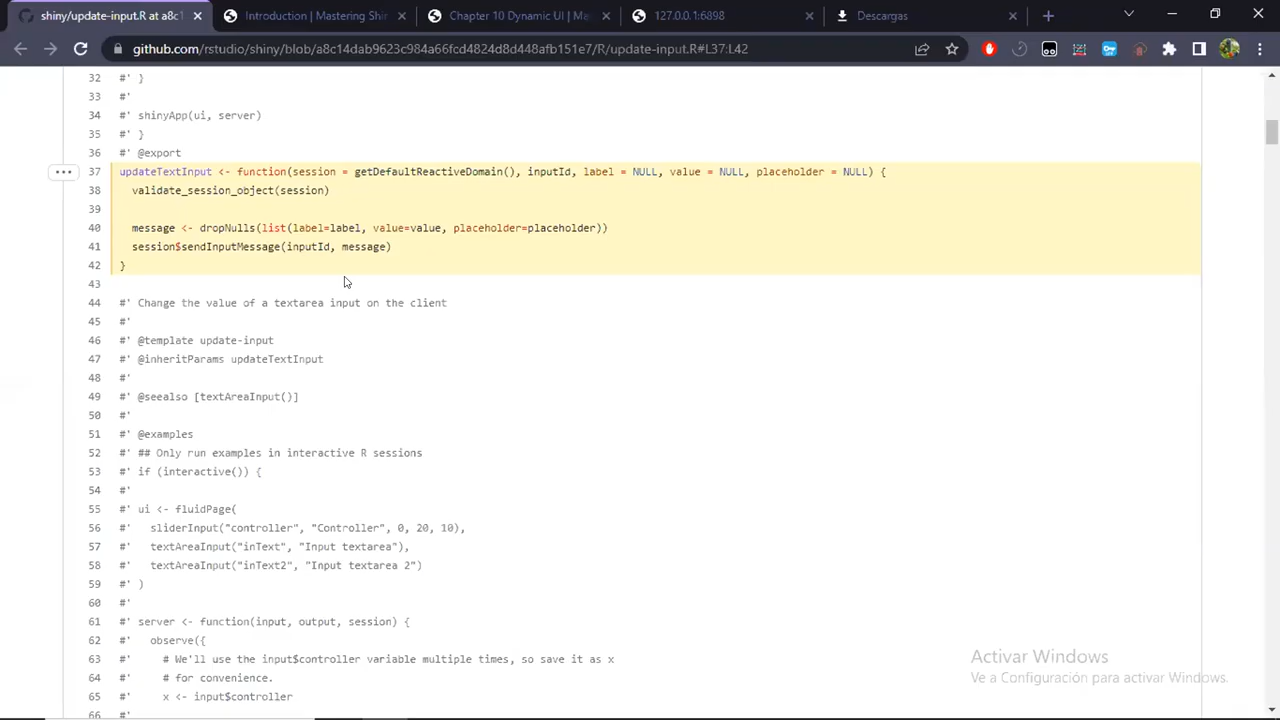 shiny/update-input.R at a8c1
Introduction | Mastering Shi
Chapter 10 Dynamic UI | M
127.0.0.1:6898
Descargas
github.com/rstudio/shiny/blob/a8c14dab9623c984a66fcd4824d8d448afb151e7/R/update-input.R#L37:L42
32 #' }
33 #'
34 #' shinyApp(ui, server)
35 #' }
36 #' @export
37 updateTextInput <- function(session = getDefaultReactiveDomain(), inputId, label = NULL, value = NULL, placeholder = NULL) {
38 validate_session_object(session)
39
40 message <- dropNulls(list(label=label, value=value, placeholder=placeholder))
41 session$sendInputMessage(inputId, message)
42 }
43
44 #' Change the value of a textarea input on the client
45 #'
46 #' @template update-input
47 #' @inheritParams updateTextInput
48 #'
49 #' @seealso [textAreaInput()]
50 #'
51 #' @examples
52 #' ## Only run examples in interactive R sessions
53 #' if (interactive()) {
54 #'
55 #' ui <- fluidPage(
56 #' sliderInput("controller", "Controller", 0, 20, 10),
57 #' textAreaInput("inText", "Input textarea"),
58 #' textAreaInput("inText2", "Input textarea 2")
59 #' )
60 #'
61 #' server <- function(input, output, session) {
62 #' observe({
63 #' # We'll use the input$controller variable multiple times, so save it as x
64 #' # for convenience.
65 #' x <- input$controller
66 #'
Activar Windows
Ve a Configuración para activar Windows.